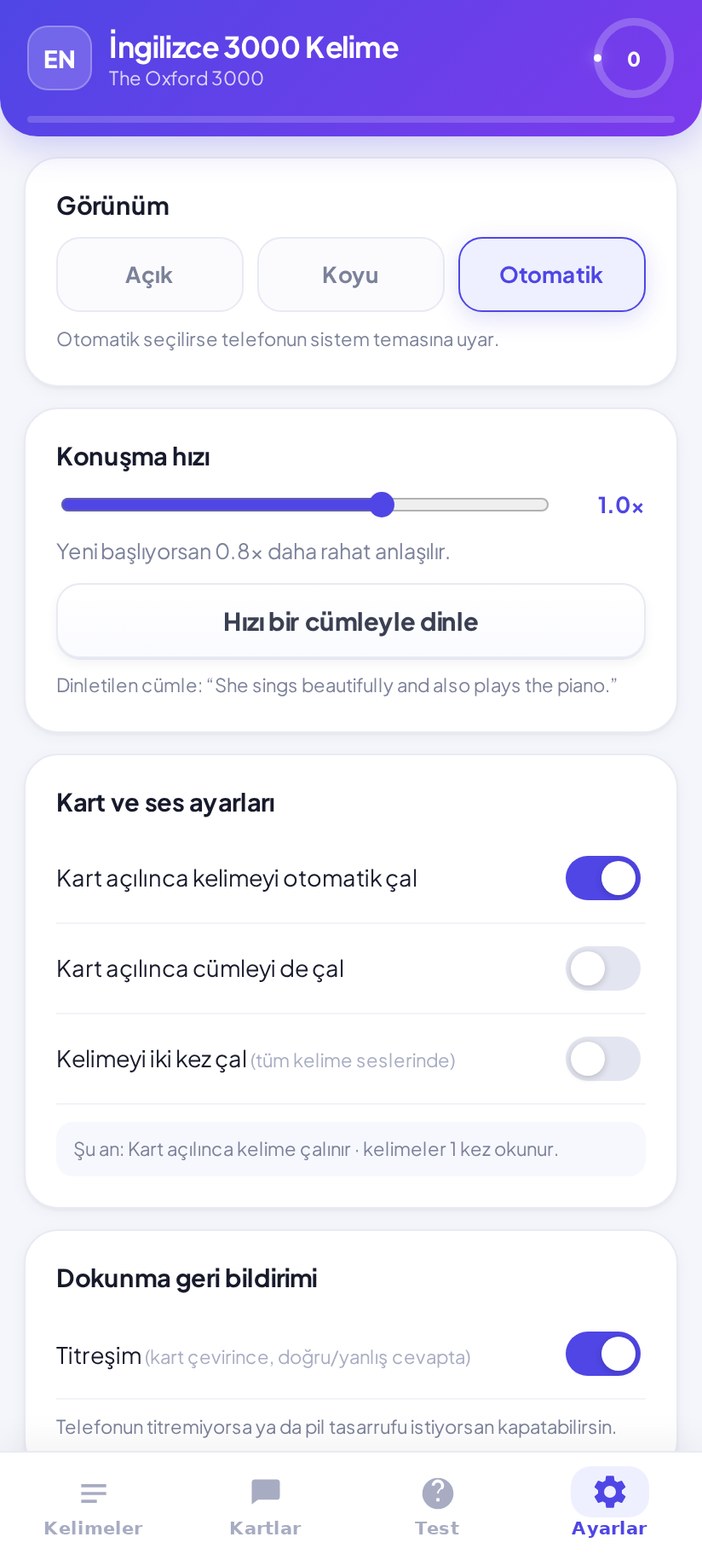 EN
İngilizce 3000 Kelime
The Oxford 3000
0
Görünüm
Açık
Koyu
Otomatik
Otomatik seçilirse telefonun sistem temasına uyar.
Konuşma hızı
1.0×
Yeni başlıyorsan 0.8× daha rahat anlaşılır.
Hızı bir cümleyle dinle
Dinletilen cümle: “She sings beautifully and also plays the piano.”
Kart ve ses ayarları
Kart açılınca kelimeyi otomatik çal
Kart açılınca cümleyi de çal
Kelimeyi iki kez çal (tüm kelime seslerinde)
Şu an: Kart açılınca kelime çalınır · kelimeler 1 kez okunur.
Dokunma geri bildirimi
Titreşim (kart çevirince, doğru/yanlış cevapta)
Telefonun titremiyorsa ya da pil tasarrufu istiyorsan kapatabilirsin.
Kelimeler
Kartlar
Test
Ayarlar